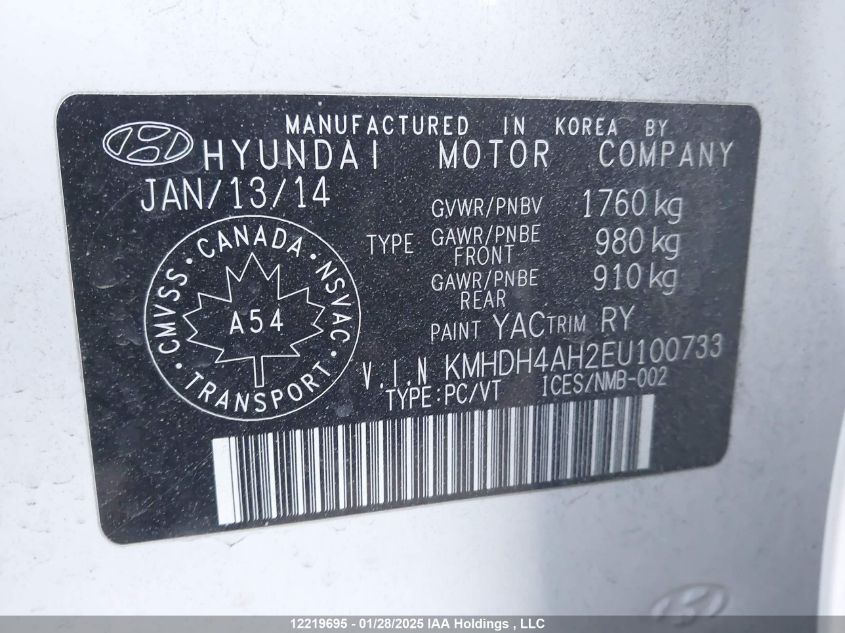 MANUFACTURED IN KOREA BY
HYUNDAI MOTOR COMPANY
JAN/13/14
GVWR/PNBV 1760 kg
TYPE GAWR/PNBE FRONT 980 kg
GAWR/PNBE REAR 910 kg
PAINT YAC TRIM RY
V.I.N KMHDH4AH2EU100733
TYPE:PC/VT ICES/NMB-002
CMVSS · CANADA · NSVAC · TRANSPORT ·
A54
12219695 - 01/28/2025 IAA Holdings , LLC